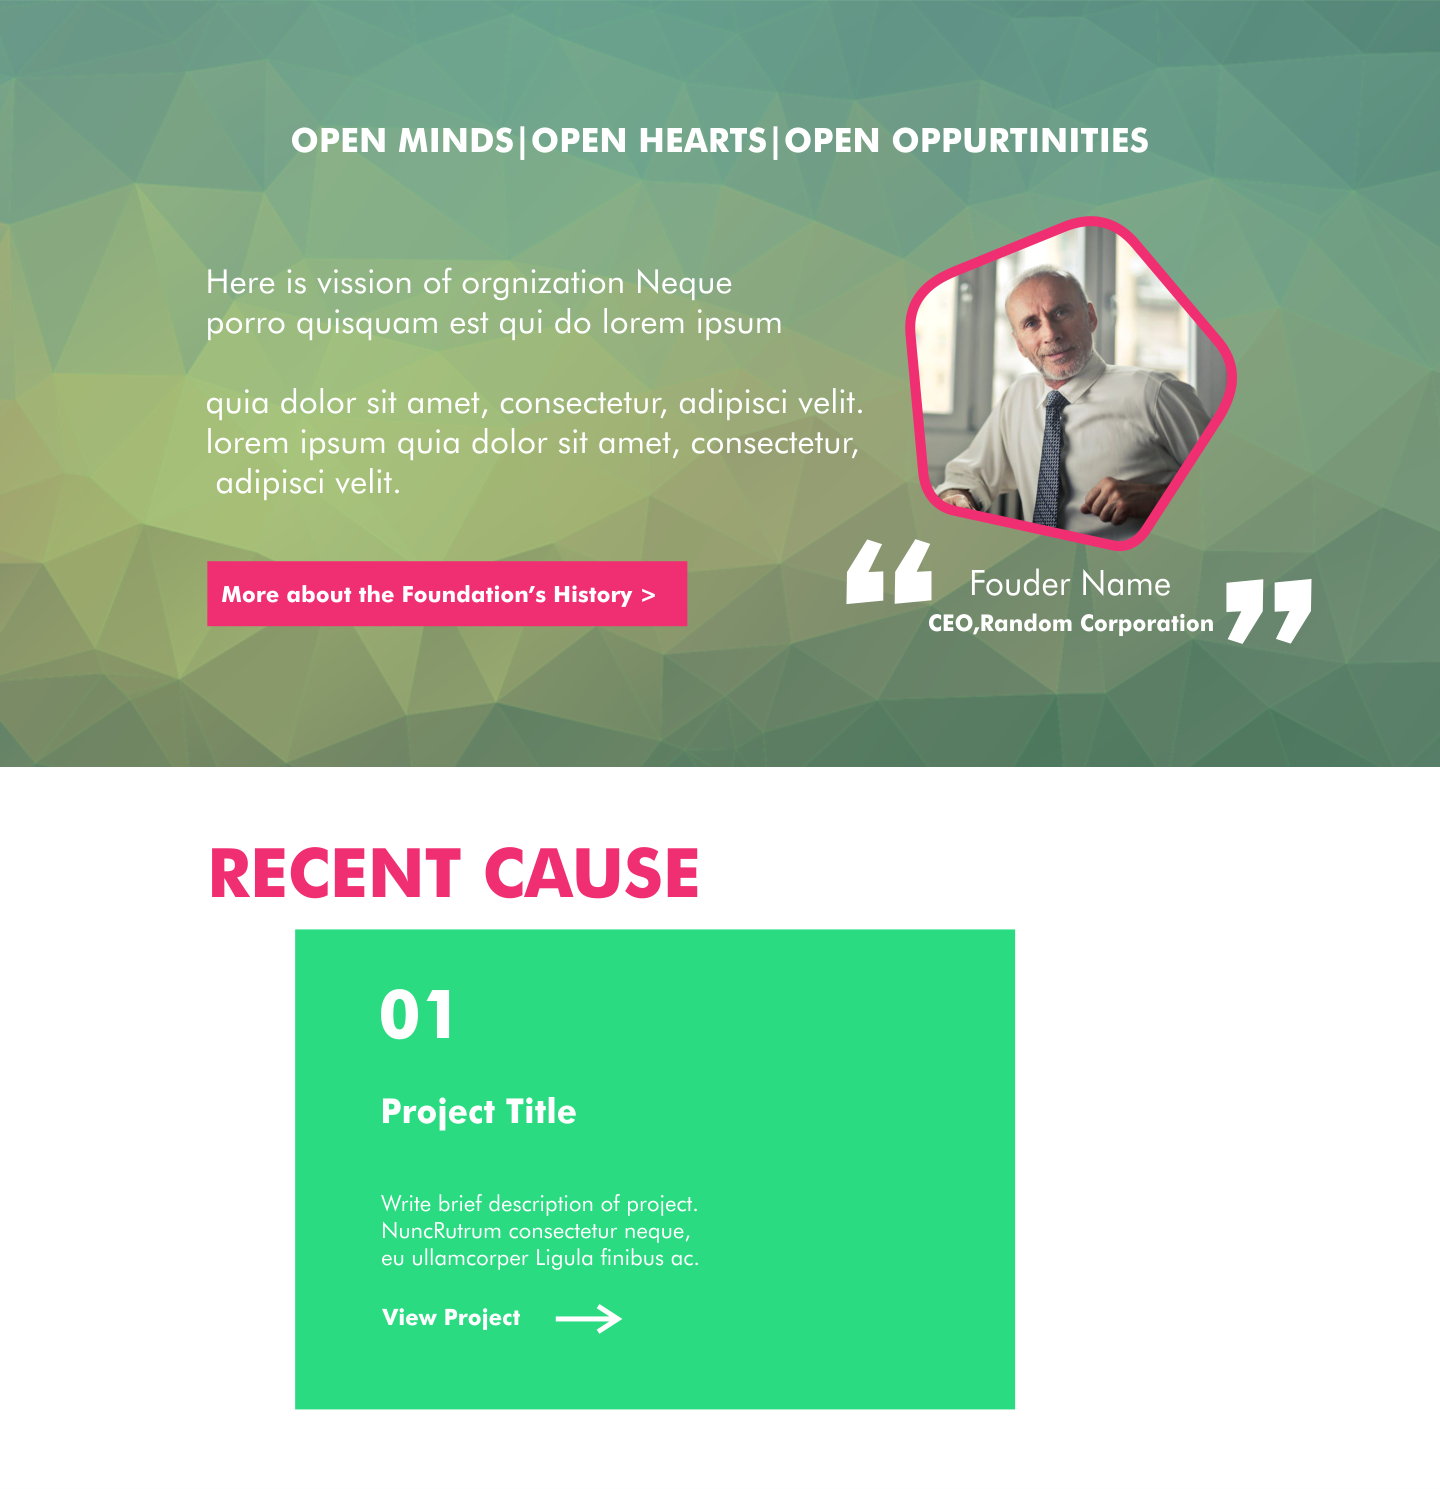 OPEN MINDS|OPEN HEARTS|OPEN OPPURTINITIES
Here is vission of orgnization Neque
porro quisquam est qui do lorem ipsum
quia dolor sit amet, consectetur, adipisci velit.
lorem ipsum quia dolor sit amet, consectetur,
adipisci velit.
More about the Foundation’s History >
“
Fouder Name
CEO,Random Corporation
”
RECENT CAUSE
01
Project Title
Write brief description of project.
NuncRutrum consectetur neque,
eu ullamcorper Ligula finibus ac.
View Project